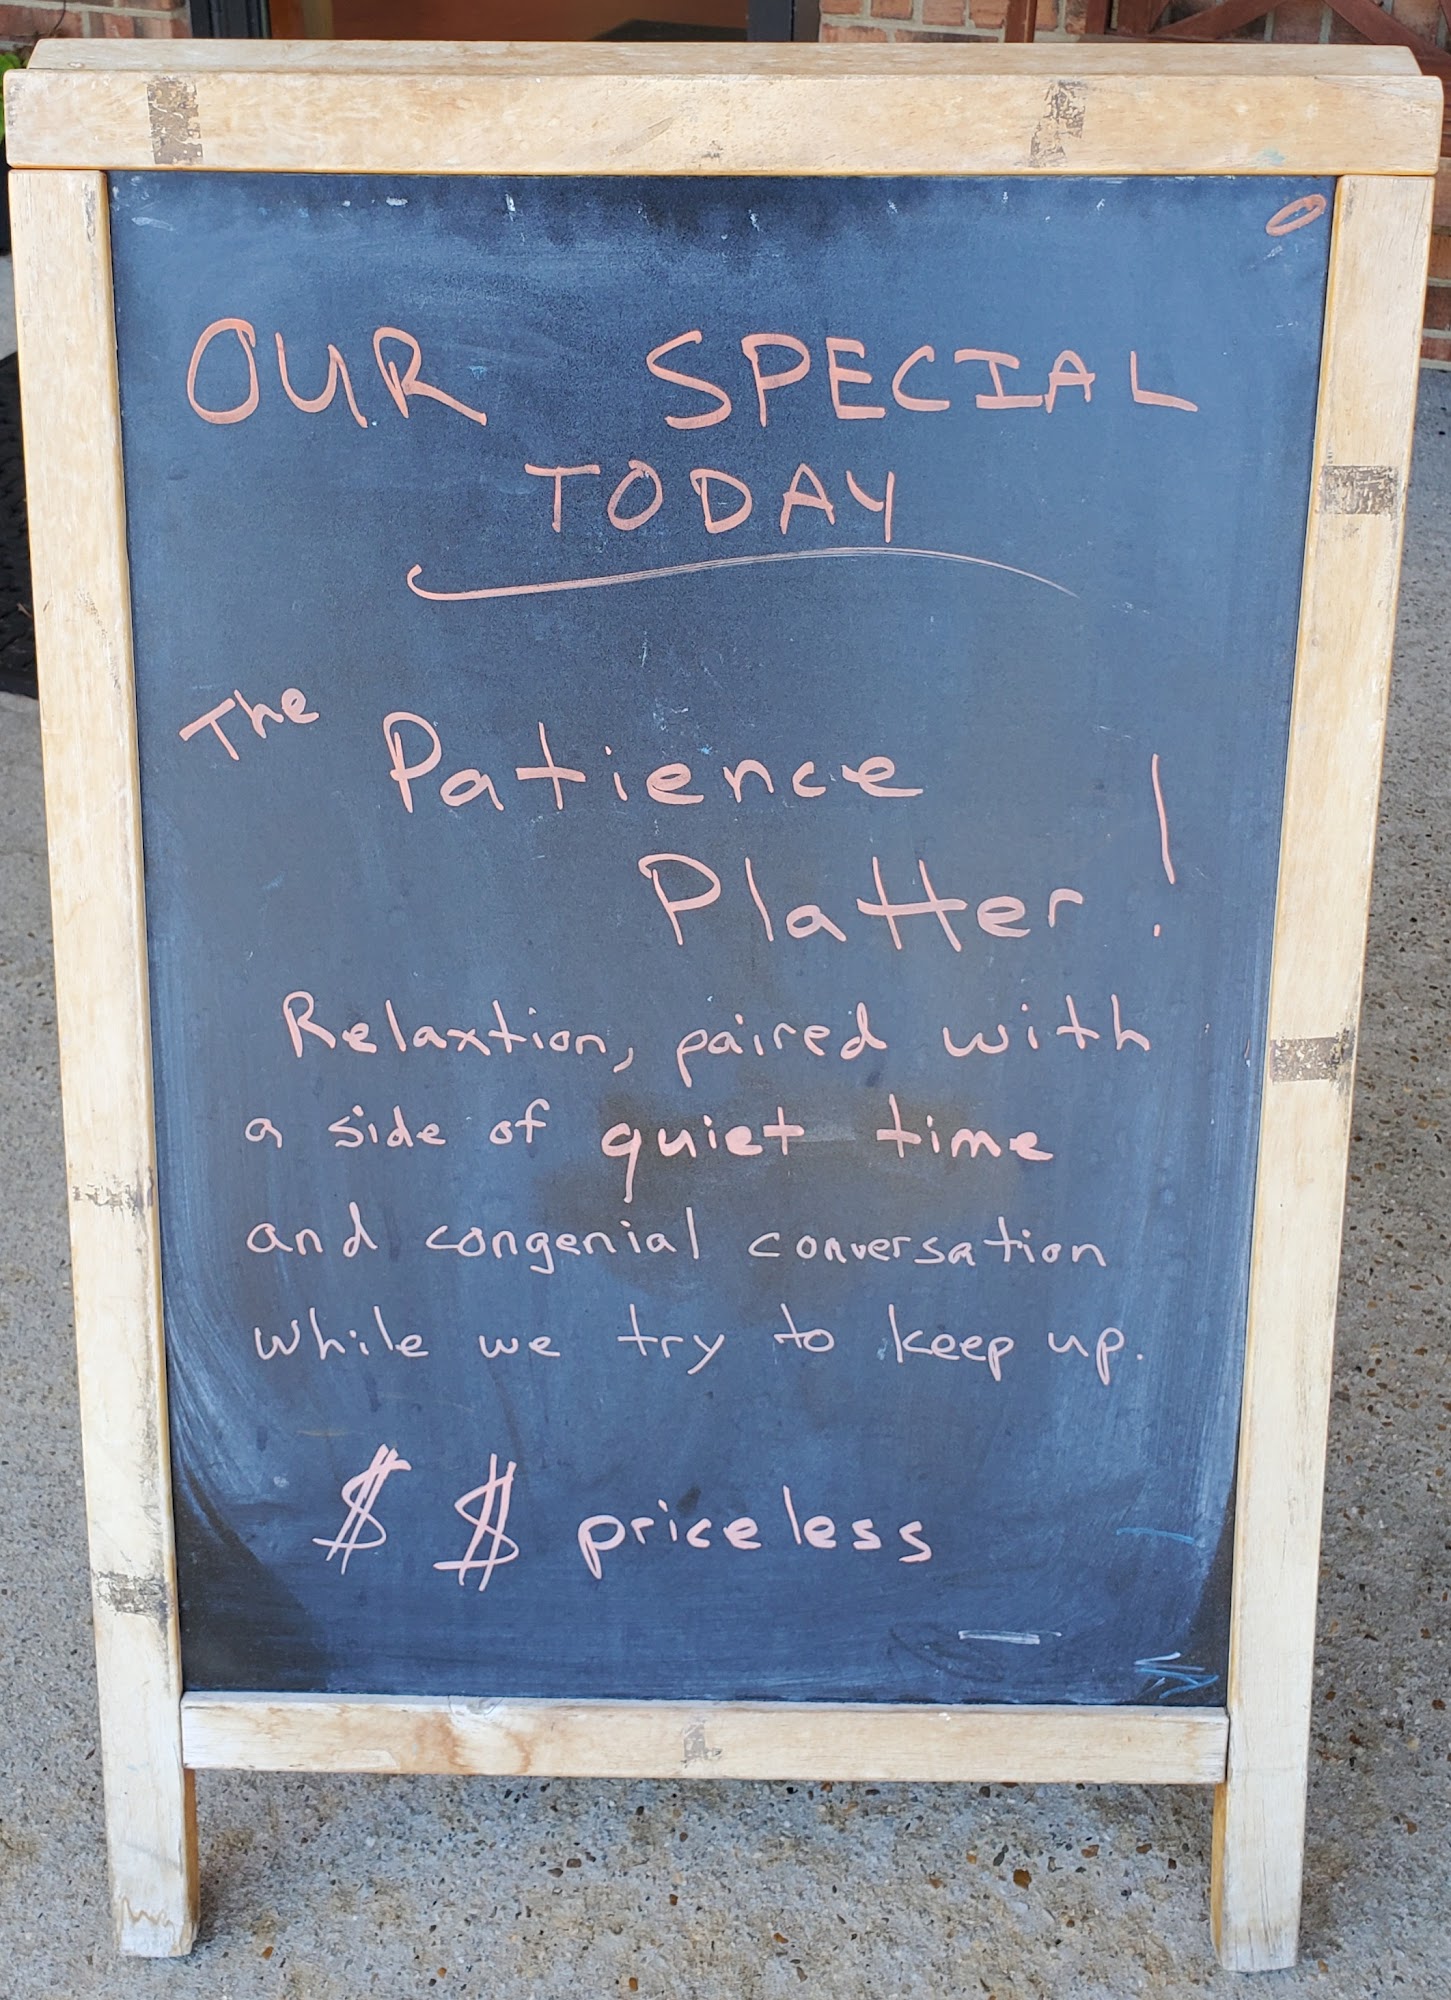 OUR SPECIAL
TODAY
The Patience
Platter!
Relaxtion, paired with
a side of quiet time
and congenial conversation
while we try to keep up.
$ $ priceless